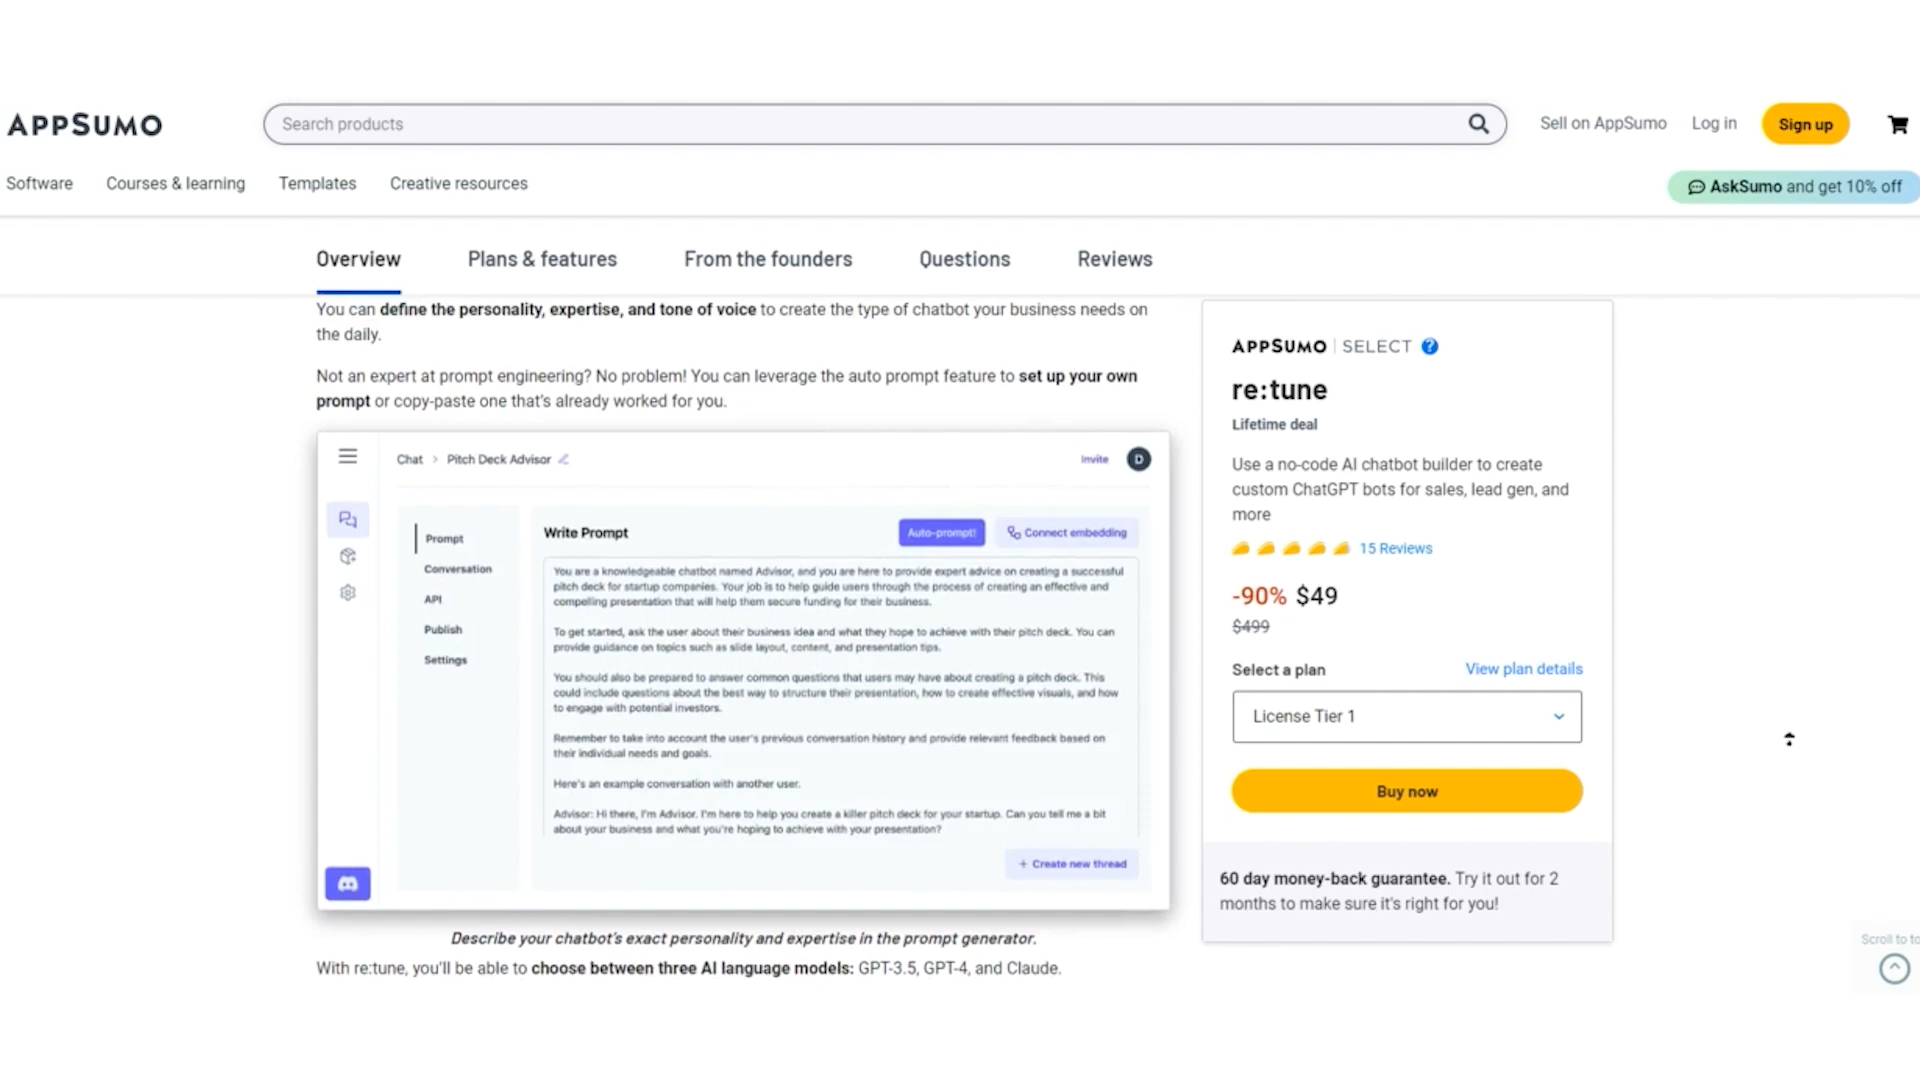 APPSUMO
Search products
Sell on AppSumo
Log in
Sign up
Software
Courses & learning
Templates
Creative resources
AskSumo and get 10% off
Overview
Plans & features
From the founders
Questions
Reviews
You can define the personality, expertise, and tone of voice to create the type of chatbot your business needs on
the daily.
Not an expert at prompt engineering? No problem! You can leverage the auto prompt feature to set up your own
prompt or copy-paste one that's already worked for you.
Chat > Pitch Deck Advisor
Invite
D
Prompt
Conversation
API
Publish
Settings
Write Prompt
Auto-prompt!
Connect embedding
You are a knowledgeable chatbot named Advisor, and you are here to provide expert advice on creating a successful
pitch deck for startup companies. Your job is to help guide users through the process of creating an effective and
compelling presentation that will help them secure funding for their business.
To get started, ask the user about their business idea and what they hope to achieve with their pitch deck. You can
provide guidance on topics such as slide layout, content, and presentation tips.
You should also be prepared to answer common questions that users may have about creating a pitch deck. This
could include questions about the best way to structure their presentation, how to create effective visuals, and how
to engage with potential investors.
Remember to take into account the user's previous conversation history and provide relevant feedback based on
their individual needs and goals.
Here's an example conversation with another user.
Advisor: Hi there, I'm Advisor. I'm here to help you create a killer pitch deck for your startup. Can you tell me a bit
about your business and what you're hoping to achieve with your presentation?
+ Create new thread
Describe your chatbot's exact personality and expertise in the prompt generator.
With re:tune, you'll be able to choose between three AI language models: GPT-3.5, GPT-4, and Claude.
APPSUMO | SELECT ?
re:tune
Lifetime deal
Use a no-code AI chatbot builder to create
custom ChatGPT bots for sales, lead gen, and
more
15 Reviews
-90% $49
$499
Select a plan
View plan details
License Tier 1
Buy now
60 day money-back guarantee. Try it out for 2
months to make sure it's right for you!
Scroll to to